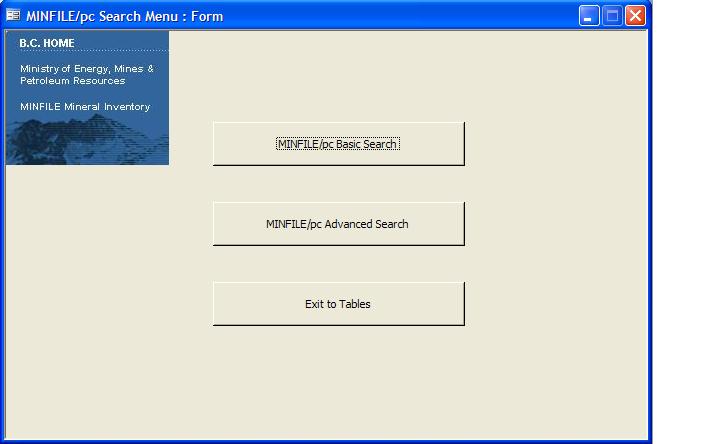 MINFILE/pc Search Menu : Form
B.C. HOME
Ministry of Energy, Mines &
Petroleum Resources
MINFILE Mineral Inventory
MINFILE/pc Basic Search
MINFILE/pc Advanced Search
Exit to Tables